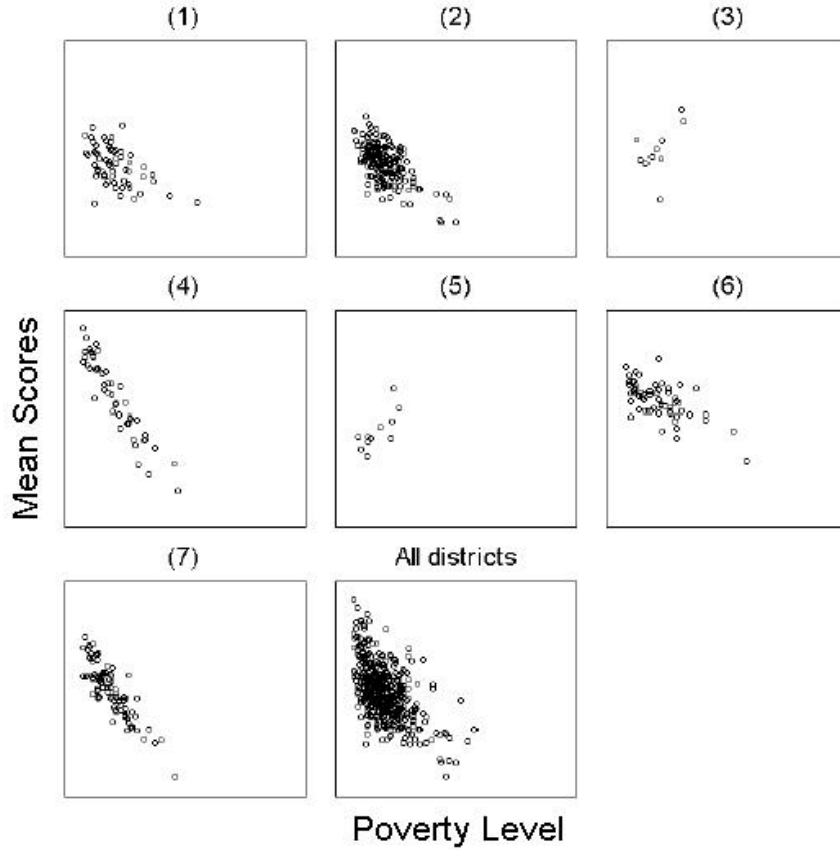 (1) (2) (3)
(4) (5) (6)
Mean Scores
(7) All districts
Poverty Level